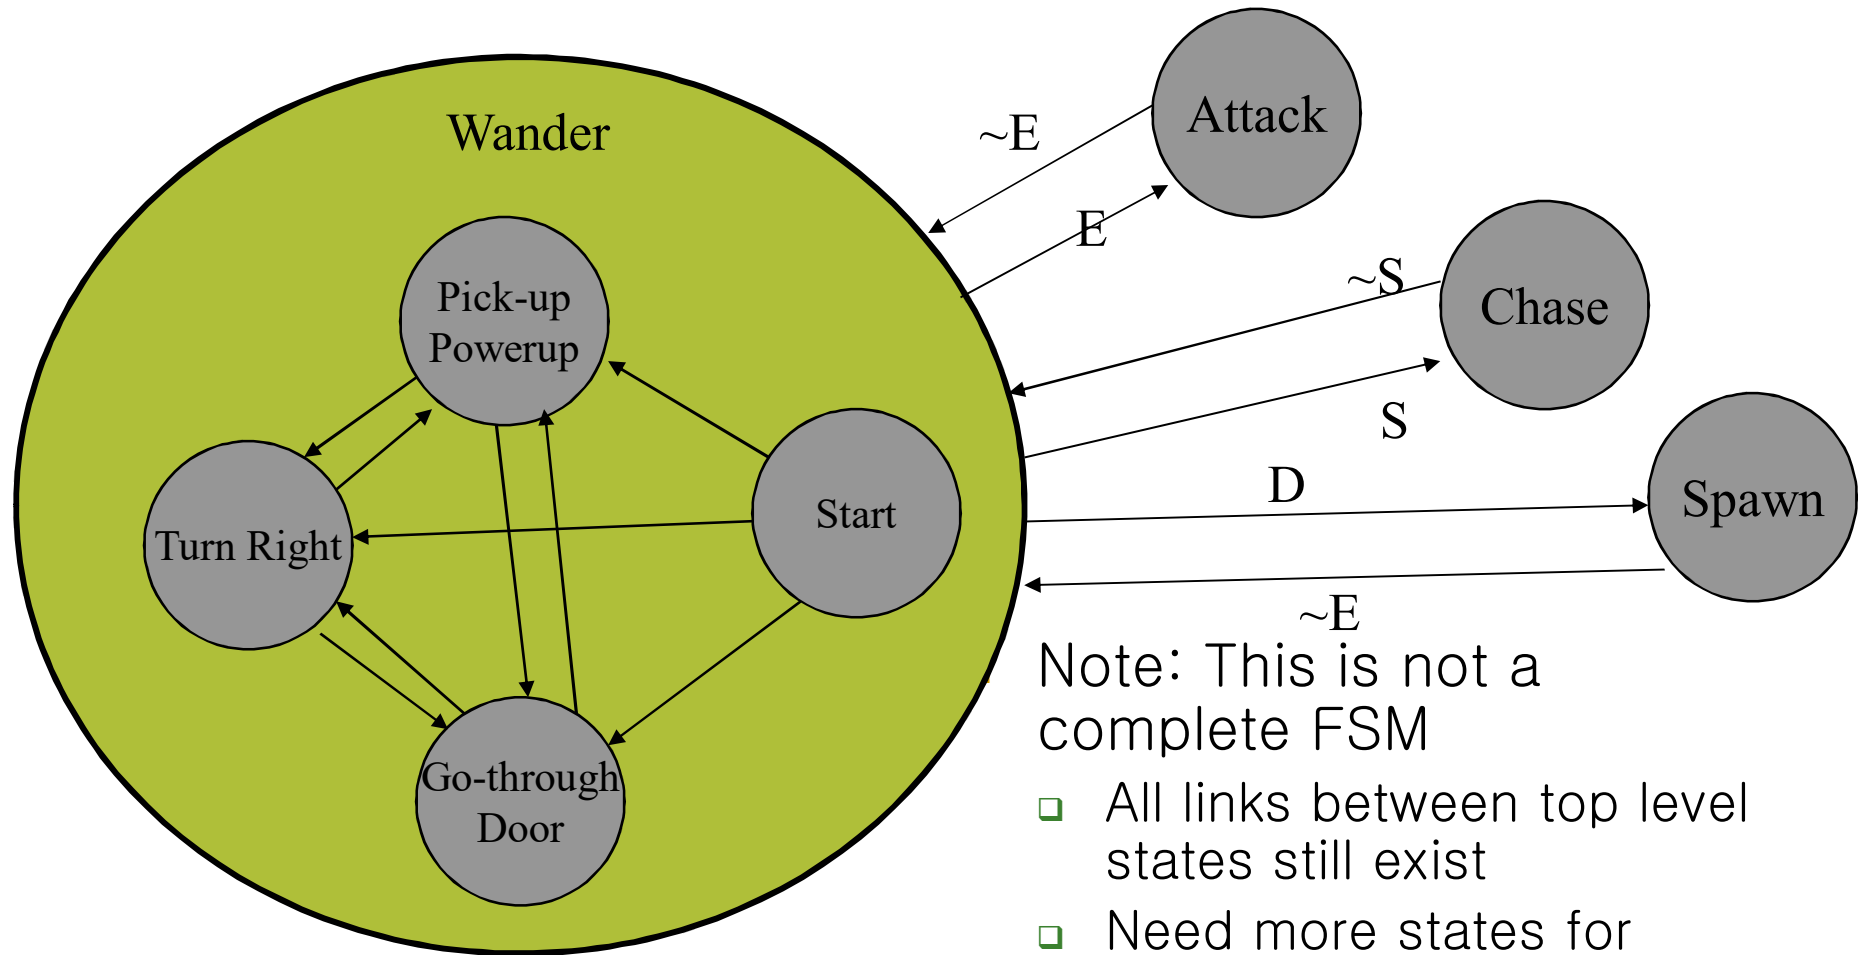 Wander
Attack
~E
E
Pick-up
Powerup
~S
Chase
S
D
Spawn
Start
Turn Right
~E
Go-through
Door
Note: This is not a
complete FSM
All links between top level
states still exist
Need more states for